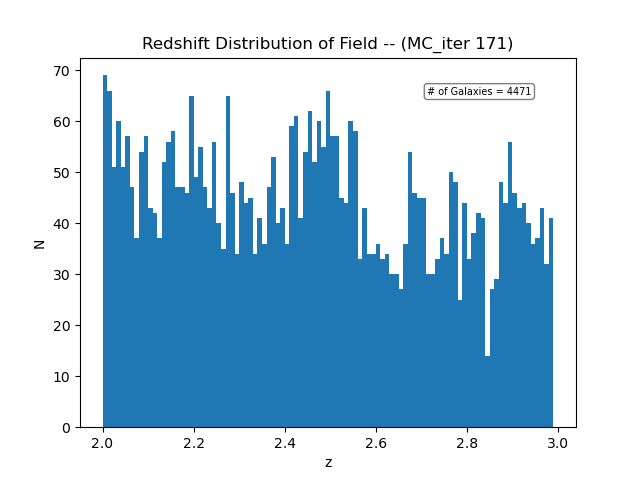 Redshift Distribution of Field -- (MC_iter 171)
# of Galaxies = 4471
70
60
50
40
30
20
10
0
N
2.0 2.2 2.4 2.6 2.8 3.0
z